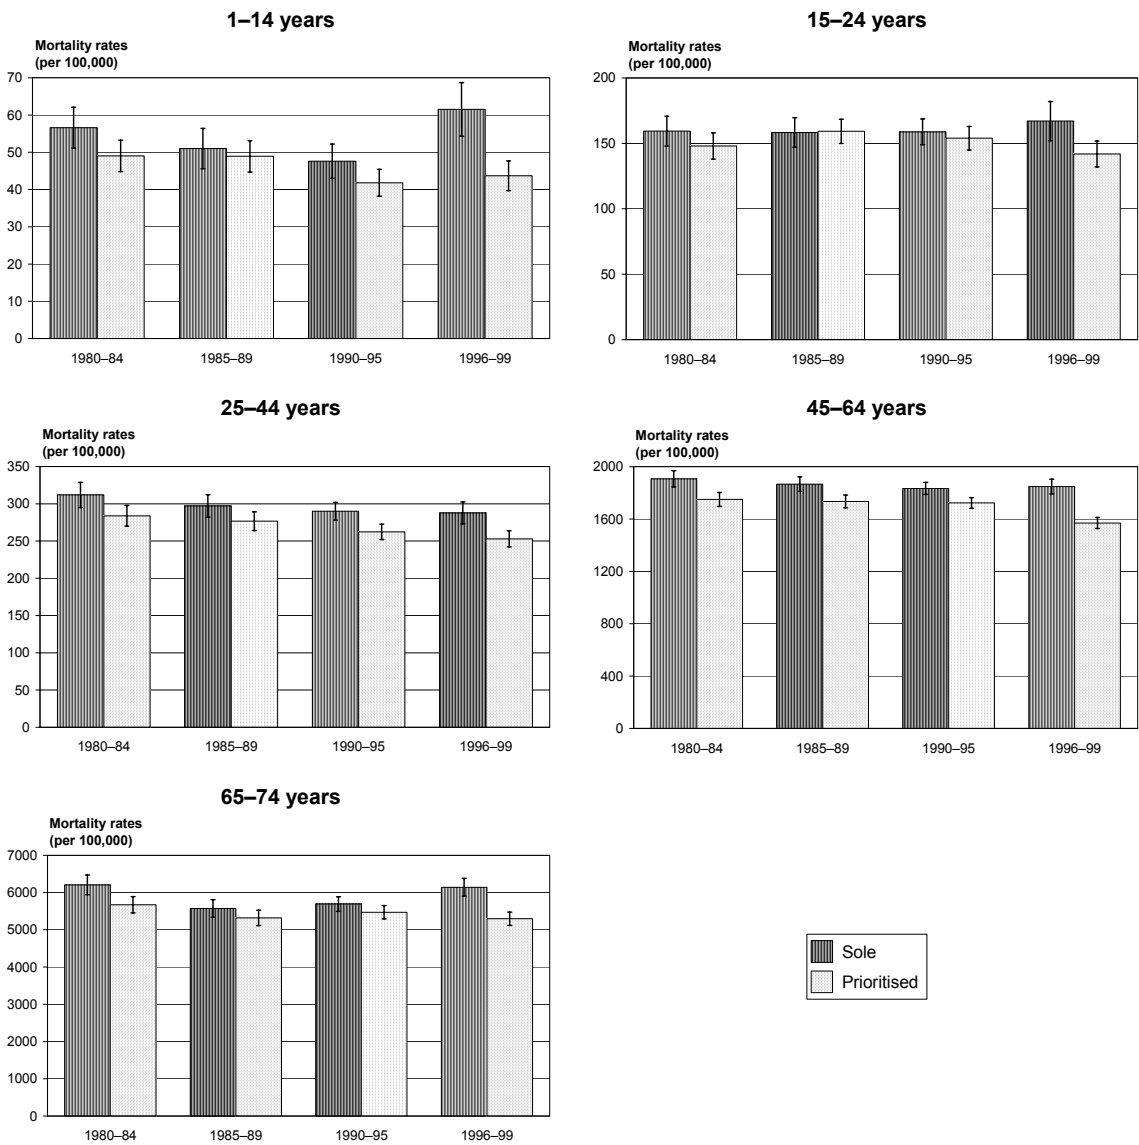 1–14 years
Mortality rates
(per 100,000)
70
60
50
40
30
20
10
0
1980–84 1985–89 1990–95 1996–99
15–24 years
Mortality rates
(per 100,000)
200
150
100
50
0
1980–84 1985–89 1990–95 1996–99
25–44 years
Mortality rates
(per 100,000)
350
300
250
200
150
100
50
0
1980–84 1985–89 1990–95 1996–99
45–64 years
Mortality rates
(per 100,000)
2000
1600
1200
800
400
0
1980–84 1985–89 1990–95 1996–99
65–74 years
Mortality rates
(per 100,000)
7000
6000
5000
4000
3000
2000
1000
0
1980–84 1985–89 1990–95 1996–99
Sole
Prioritised